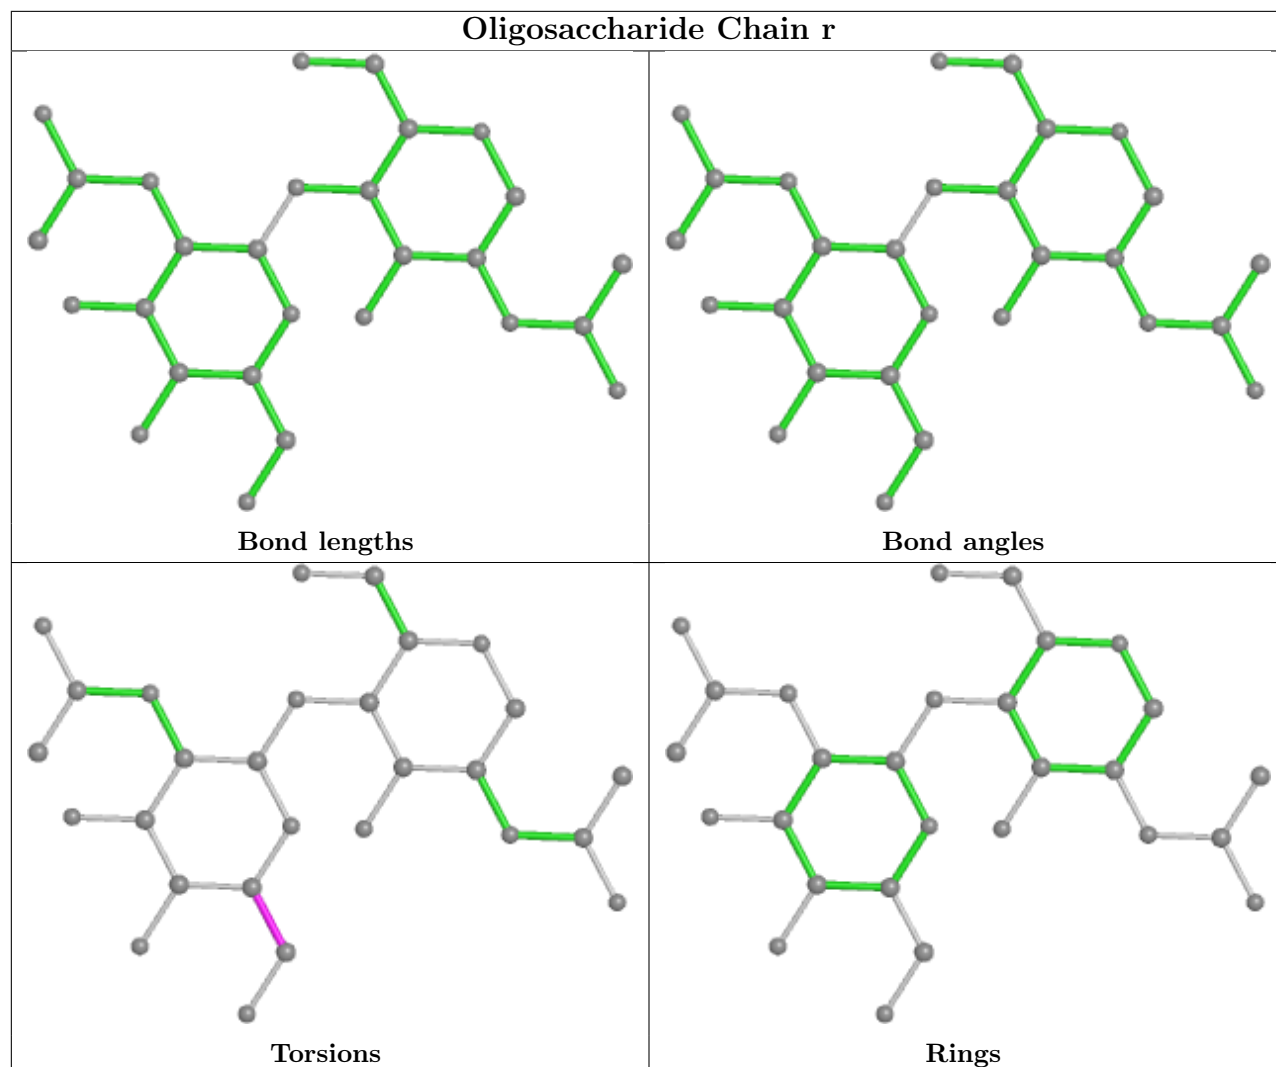 Oligosaccharide Chain r
Bond lengths
Bond angles
Torsions
Rings